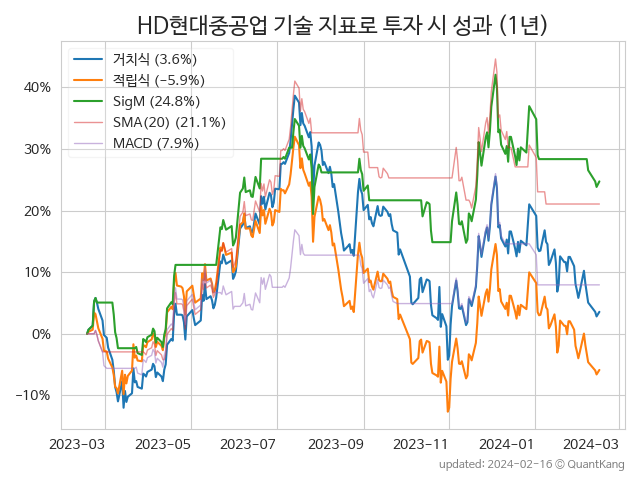 HD현대중공업 기술 지표로 투자 시 성과 (1년)
거치식 (3.6%)
적립식 (−5.9%)
SigM (24.8%)
SMA(20) (21.1%)
MACD (7.9%)
40%
30%
20%
10%
0%
−10%
2023-03 2023-05 2023-07 2023-09 2023-11 2024-01 2024-03
updated: 2024-02-16 © QuantKang